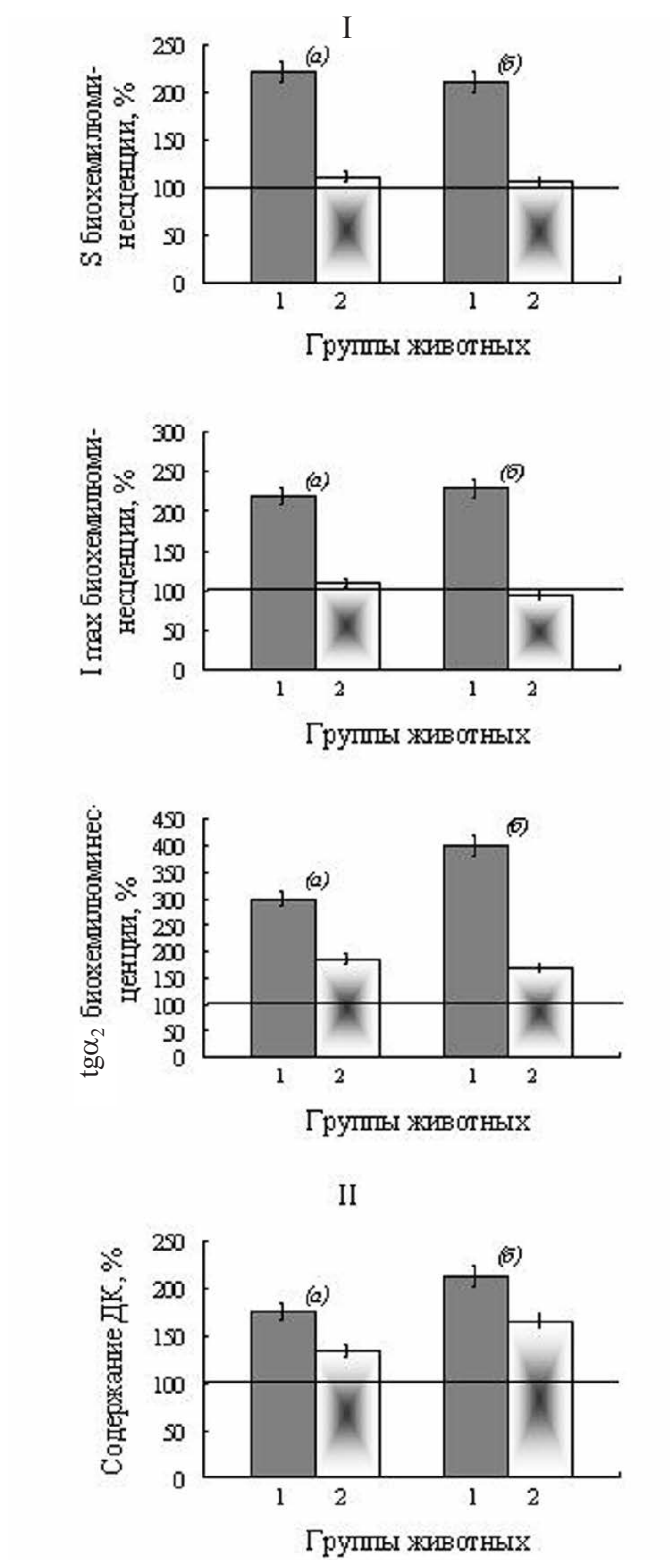 I
S биохемилюми-
несценции, %
250
200
150
100
50
0
(а)
(б)
1 2 1 2
Группы животных
I max биохемилюми-
несценции, %
300
250
200
150
100
50
0
(а)
(б)
1 2 1 2
Группы животных
tgα₂ биохемилюминес-
ценции, %
450
400
350
300
250
200
150
100
50
0
(а)
(б)
1 2 1 2
Группы животных
II
Содержание ДК, %
250
200
150
100
50
0
(а)
(б)
1 2 1 2
Группы животных